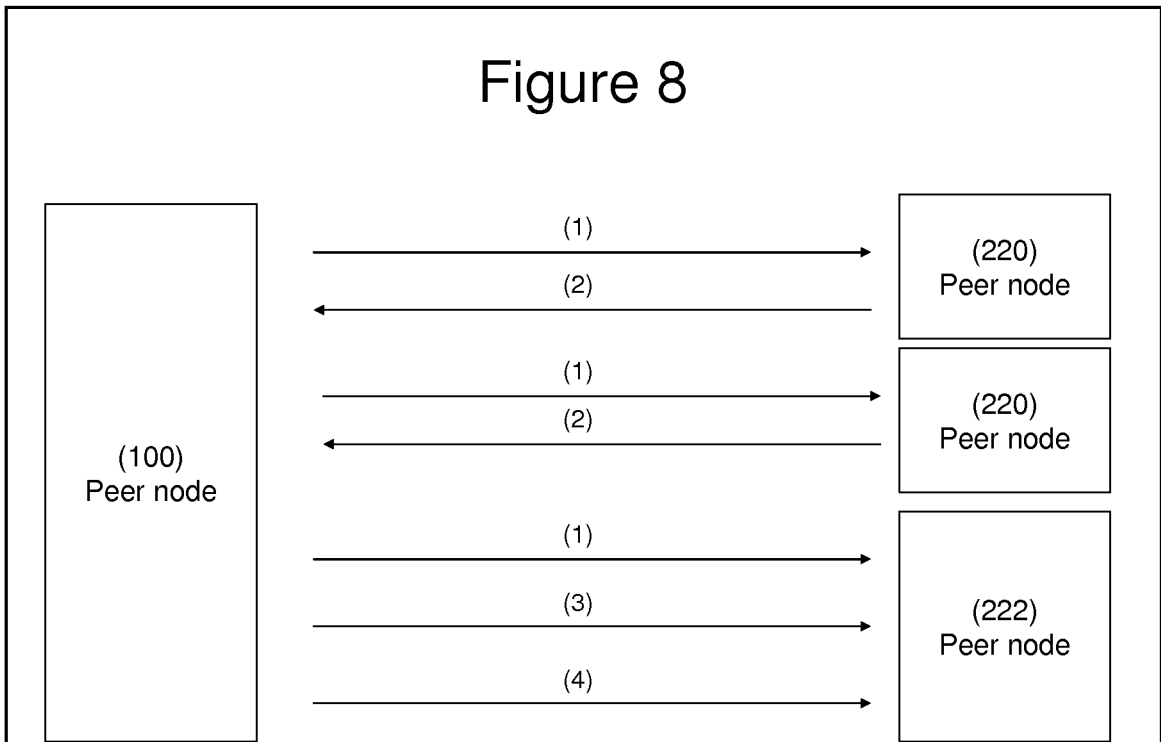 Figure 8
(1)
(220)
Peer node
(2)
(1)
(220)
Peer node
(2)
(100)
Peer node
(1)
(222)
Peer node
(3)
(4)